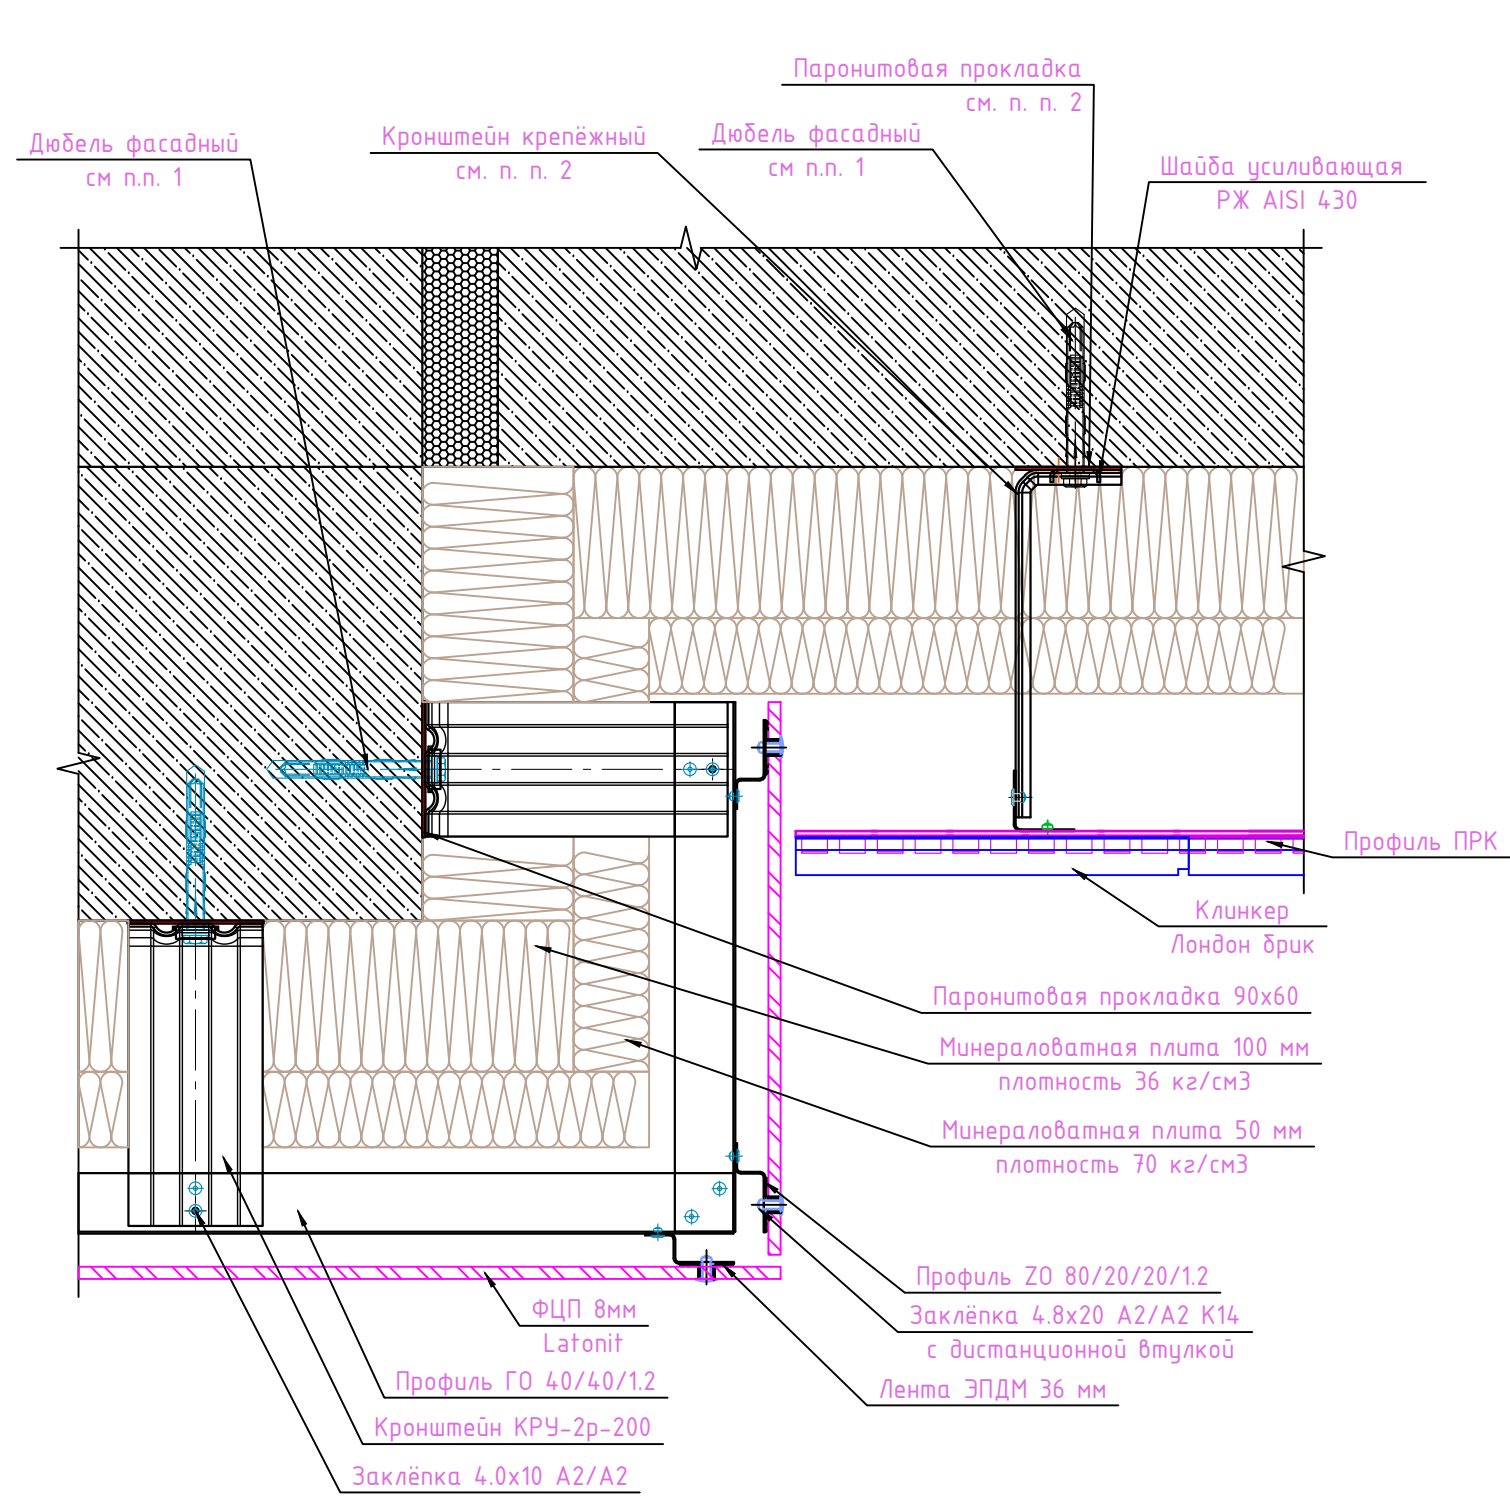 Паронитовая прокладка
см. п. п. 2
Дюбель фасадный
см п.п. 1
Кронштейн крепёжный
см. п. п. 2
Дюбель фасадный
см п.п. 1
Шайба усиливающая
РЖ AISI 430
Профиль ПРК
Клинкер
Лондон брик
Паронитовая прокладка 90х60
Минераловатная плита 100 мм
плотность 36 кг/см3
Минераловатная плита 50 мм
плотность 70 кг/см3
Профиль ZO 80/20/20/1.2
Заклёпка 4.8х20 А2/А2 К14
с дистанционной втулкой
Лента ЭПДМ 36 мм
ФЦП 8мм
Latonit
Профиль ГО 40/40/1.2
Кронштейн КРУ-2р-200
Заклёпка 4.0х10 А2/А2